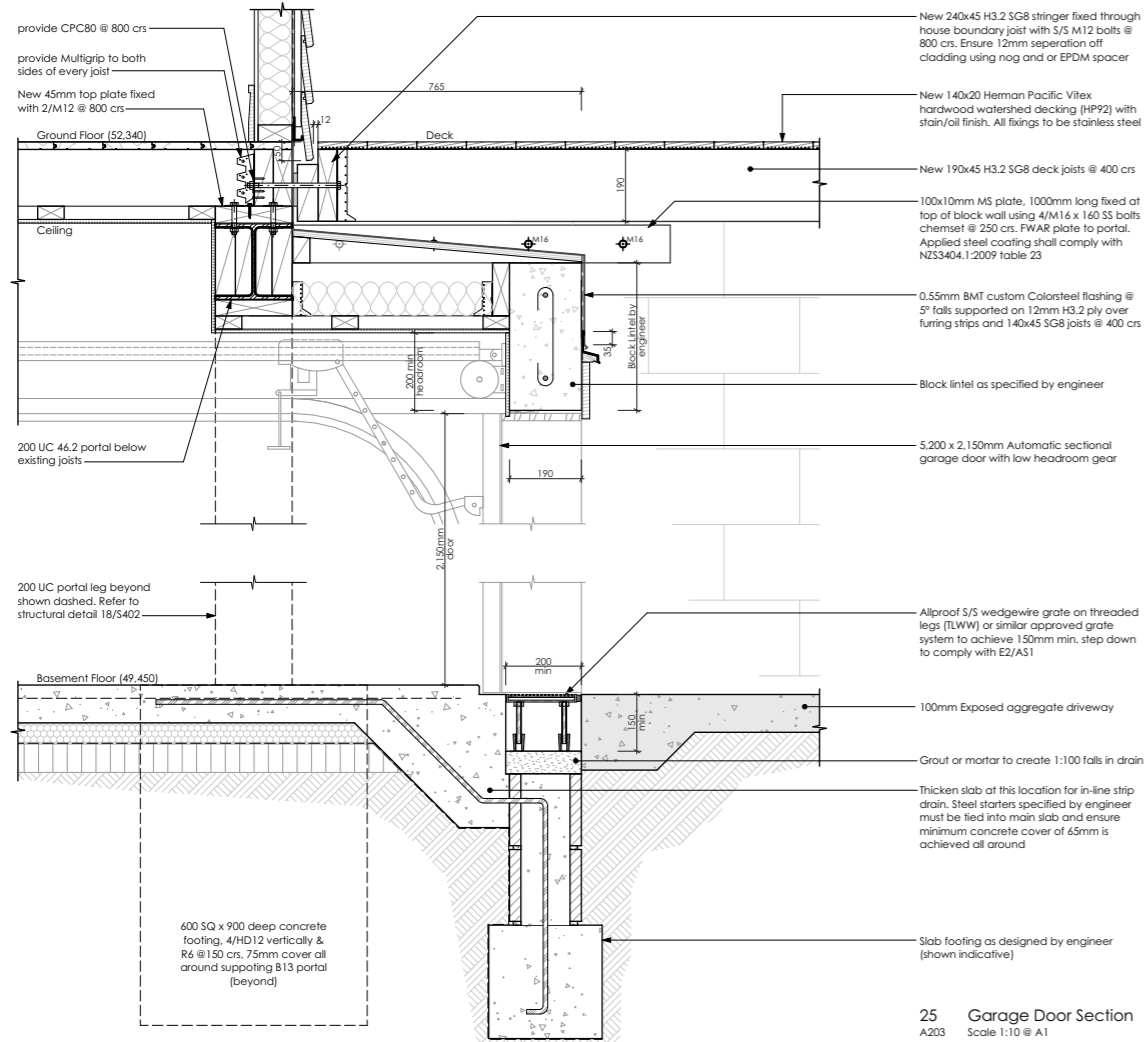 provide CPC80 @ 800 crs
provide Multigrip to both
sides of every joist
New 45mm top plate fixed
with 2/M12 @ 800 crs
Ground Floor (52,340)
Ceiling
200 UC 46.2 portal below
existing joists
200 UC portal leg beyond
shown dashed. Refer to
structural detail 18/S402
Basement Floor (49,450)
600 SQ x 900 deep concrete
footing, 4/HD12 vertically &
R6 @150 crs, 75mm cover all
around suppoting B13 portal
(beyond)
765
12
50
Deck
190
M16
M16
200 min
headroom
Block Lintel by
engineer
35
190
2,150mm
door
200
min
150
min
New 240x45 H3.2 SG8 stringer fixed through
house boundary joist with S/S M12 bolts @
800 crs. Ensure 12mm seperation off
cladding using nog and or EPDM spacer
New 140x20 Herman Pacific Vitex
hardwood watershed decking (HP92) with
stain/oil finish. All fixings to be stainless steel
New 190x45 H3.2 SG8 deck joists @ 400 crs
100x10mm MS plate, 1000mm long fixed at
top of block wall using 4/M16 x 160 SS bolts
chemset @ 250 crs. FWAR plate to portal.
Applied steel coating shall comply with
NZS3404.1:2009 table 23
0.55mm BMT custom Colorsteel flashing @
5° falls supported on 12mm H3.2 ply over
furring strips and 140x45 SG8 joists @ 400 crs
Block lintel as specified by engineer
5,200 x 2,150mm Automatic sectional
garage door with low headroom gear
Allproof S/S wedgewire grate on threaded
legs (TLWW) or similar approved grate
system to achieve 150mm min. step down
to comply with E2/AS1
100mm Exposed aggregate driveway
Grout or mortar to create 1:100 falls in drain
Thicken slab at this location for in-line strip
drain. Steel starters specified by engineer
must be tied into main slab and ensure
minimum concrete cover of 65mm is
achieved all around
Slab footing as designed by engineer
(shown indicative)
25 Garage Door Section
A203 Scale 1:10 @ A1